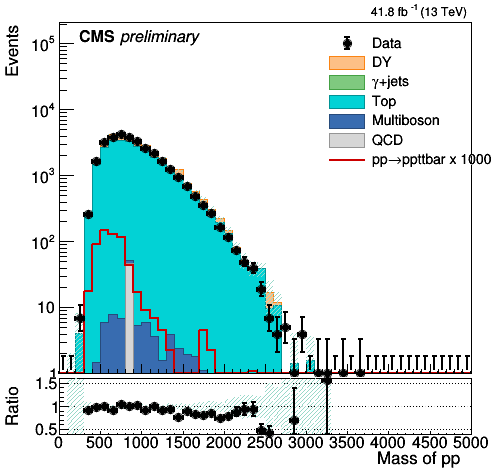 41.8 fb⁻¹ (13 TeV)
CMS preliminary
Events
10⁵
10⁴
10³
10²
10
1
Data
DY
γ+jets
Top
Multiboson
QCD
pp→ppttbar x 1000
Ratio
1.5
1
0.5
0 500 1000 1500 2000 2500 3000 3500 4000 4500 5000
Mass of pp